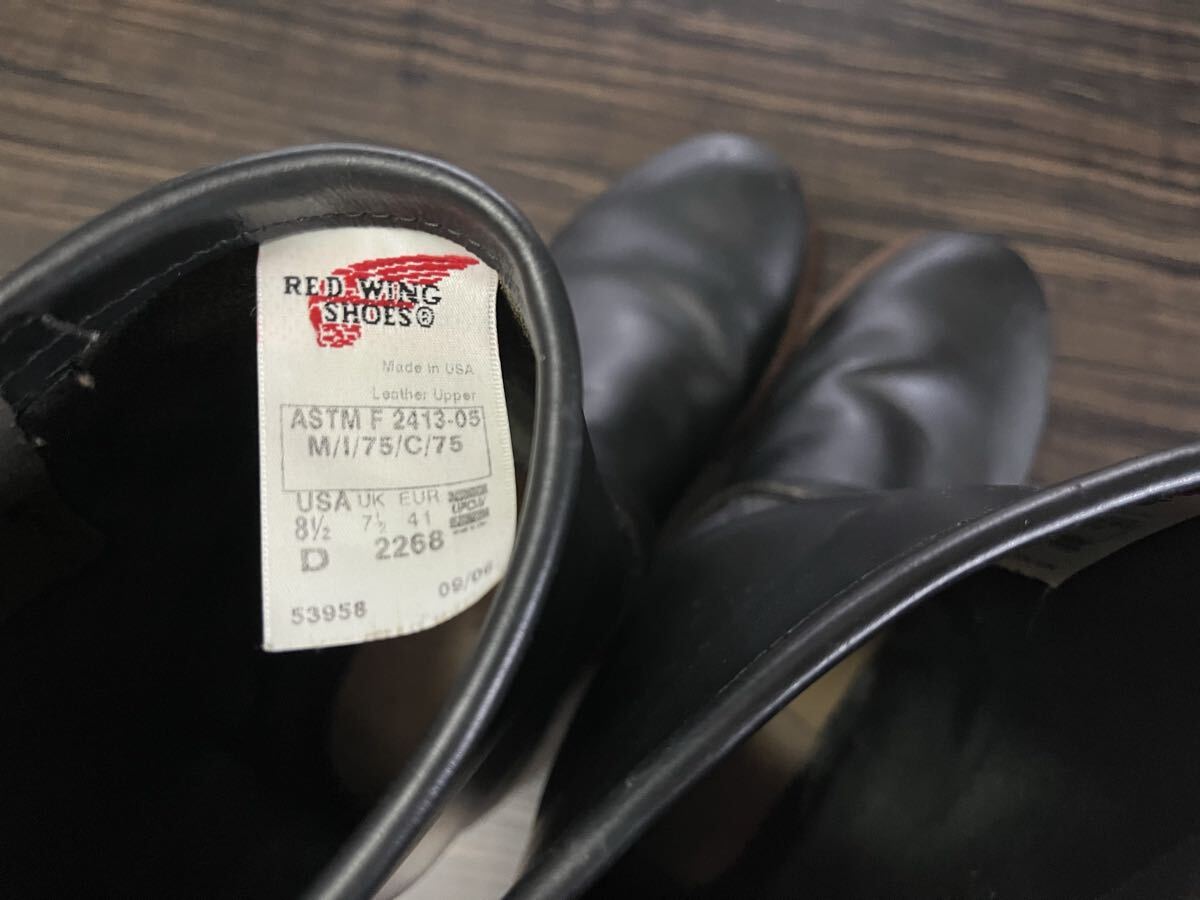 RED WING
SHOES®
Made in USA
Leather Upper
ASTM F 2413-05
M/I/75/C/75
USA UK EUR
8½ 7½ 41
D 2268
53958 09/06